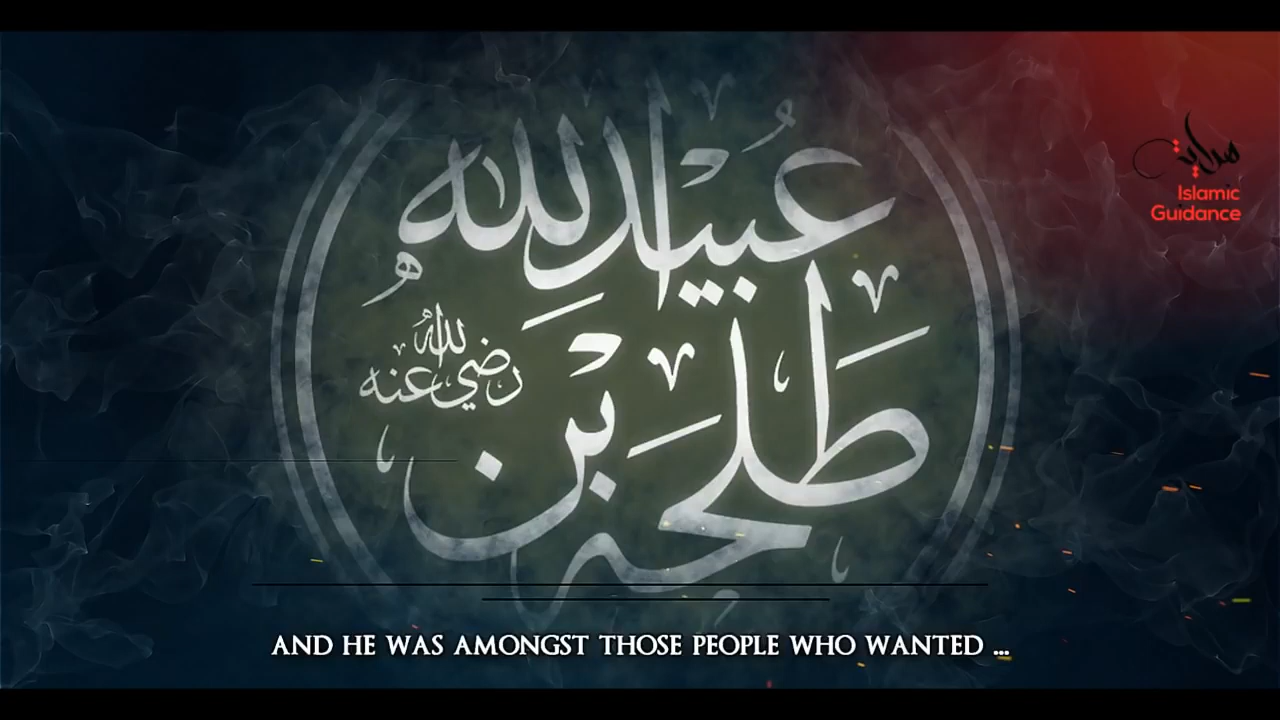 طلحة بن
عبيد الله
رضي الله عنه
هداية
Islamic
Guidance
AND HE WAS AMONGST THOSE PEOPLE WHO WANTED ...